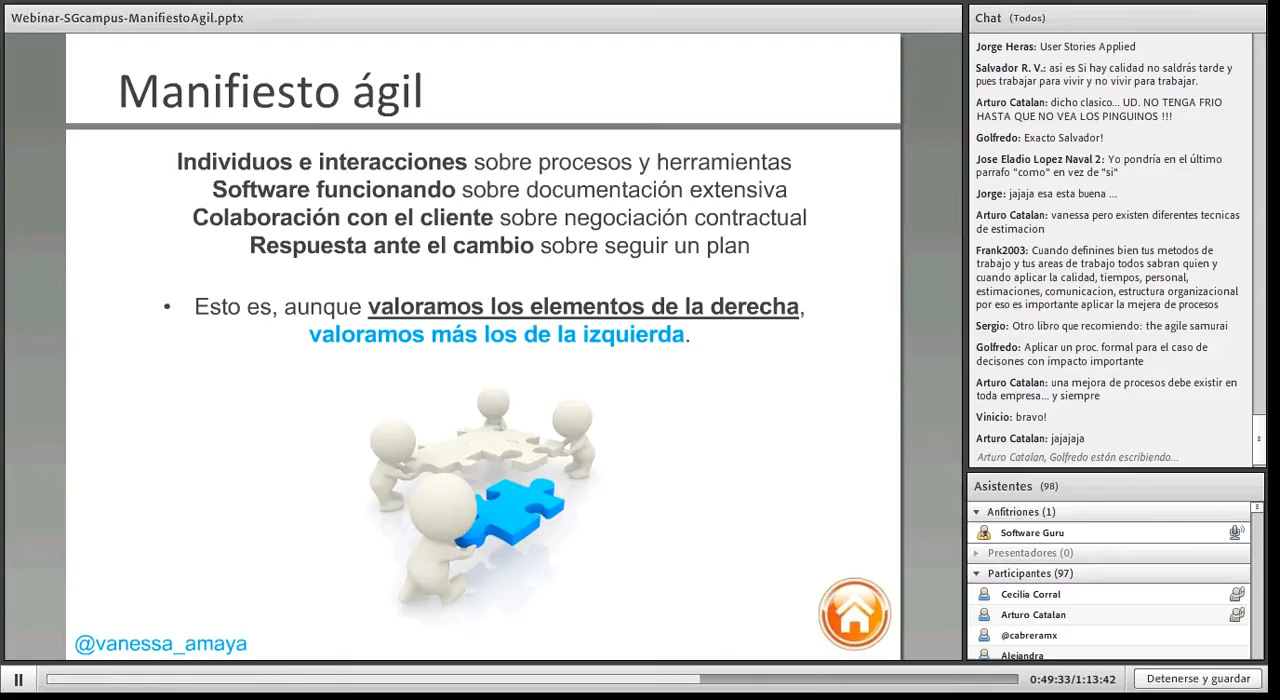 Webinar-SGcampus-ManifiestoAgil.pptx
Manifiesto ágil
Individuos e interacciones sobre procesos y herramientas
Software funcionando sobre documentación extensiva
Colaboración con el cliente sobre negociación contractual
Respuesta ante el cambio sobre seguir un plan
• Esto es, aunque valoramos los elementos de la derecha,
valoramos más los de la izquierda.
@vanessa_amaya
Chat (Todos)
Jorge Heras: User Stories Applied
Salvador R. V.: asi es Si hay calidad no saldrás tarde y
pues trabajar para vivir y no vivir para trabajar.
Arturo Catalan: dicho clasico... UD. NO TENGA FRIO
HASTA QUE NO VEA LOS PINGUINOS !!!
Golfredo: Exacto Salvador!
Jose Eladio Lopez Naval 2: Yo pondría en el último
parrafo "como" en vez de "si"
Jorge: jajaja esa esta buena ...
Arturo Catalan: vanessa pero existen diferentes tecnicas
de estimacion
Frank2003: Cuando definines bien tus metodos de
trabajo y tus areas de trabajo todos sabran quien y
cuando aplicar la calidad, tiempos, personal,
estimaciones, comunicacion, estructura organizacional
por eso es importante aplicar la mejera de procesos
Sergio: Otro libro que recomiendo: the agile samurai
Golfredo: Aplicar un proc. formal para el caso de
decisones con impacto importante
Arturo Catalan: una mejora de procesos debe existir en
toda empresa... y siempre
Vinicio: bravo!
Arturo Catalan: jajajaja
Arturo Catalan, Golfredo están escribiendo...
Asistentes (98)
Anfitriones (1)
Software Guru
Presentadores (0)
Participantes (97)
Cecilia Corral
Arturo Catalan
@cabreramx
Alejandra
0:49:33/1:13:42
Detenerse y guardar